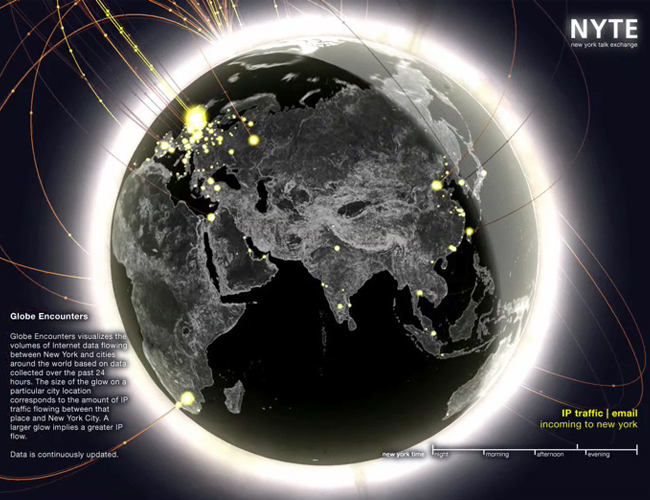 NYTE
new york talk exchange
Globe Encounters
Globe Encounters visualizes the
volumes of Internet data flowing
between New York and cities
around the world based on data
collected over the past 24
hours. The size of the glow on a
particular city location
corresponds to the amount of IP
traffic flowing between that
place and New York City. A
larger glow implies a greater IP
flow.
Data is continuously updated.
IP traffic | email
incoming to new york
new york time night morning afternoon evening